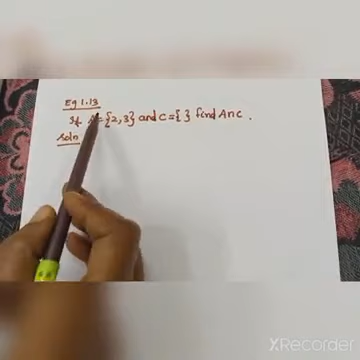 Eg 1.13
If A = {2, 3} and C = { } find A∩C.
Soln
XRecorder